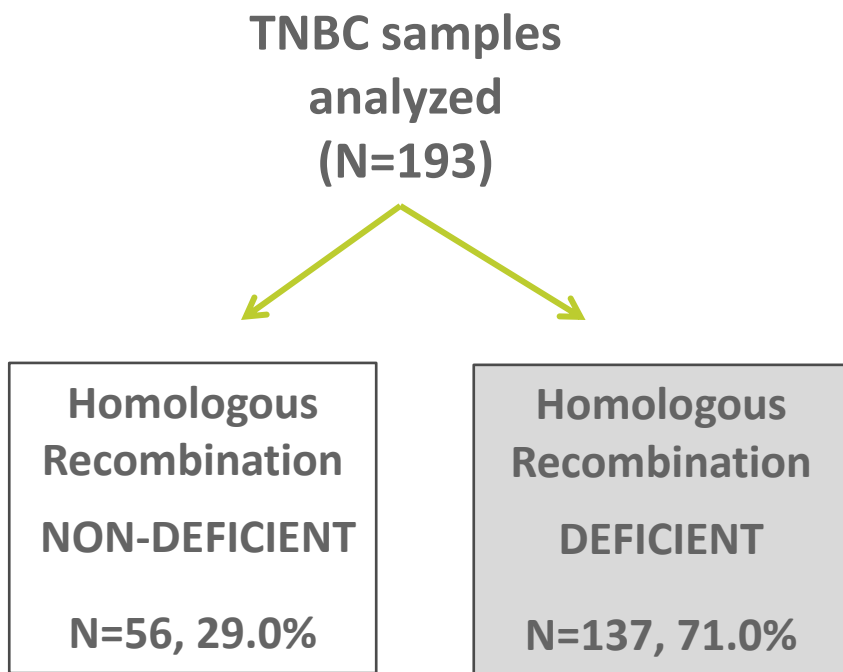 TNBC samples
analyzed
(N=193)
Homologous
Recombination
NON-DEFICIENT
N=56, 29.0%
Homologous
Recombination
DEFICIENT
N=137, 71.0%